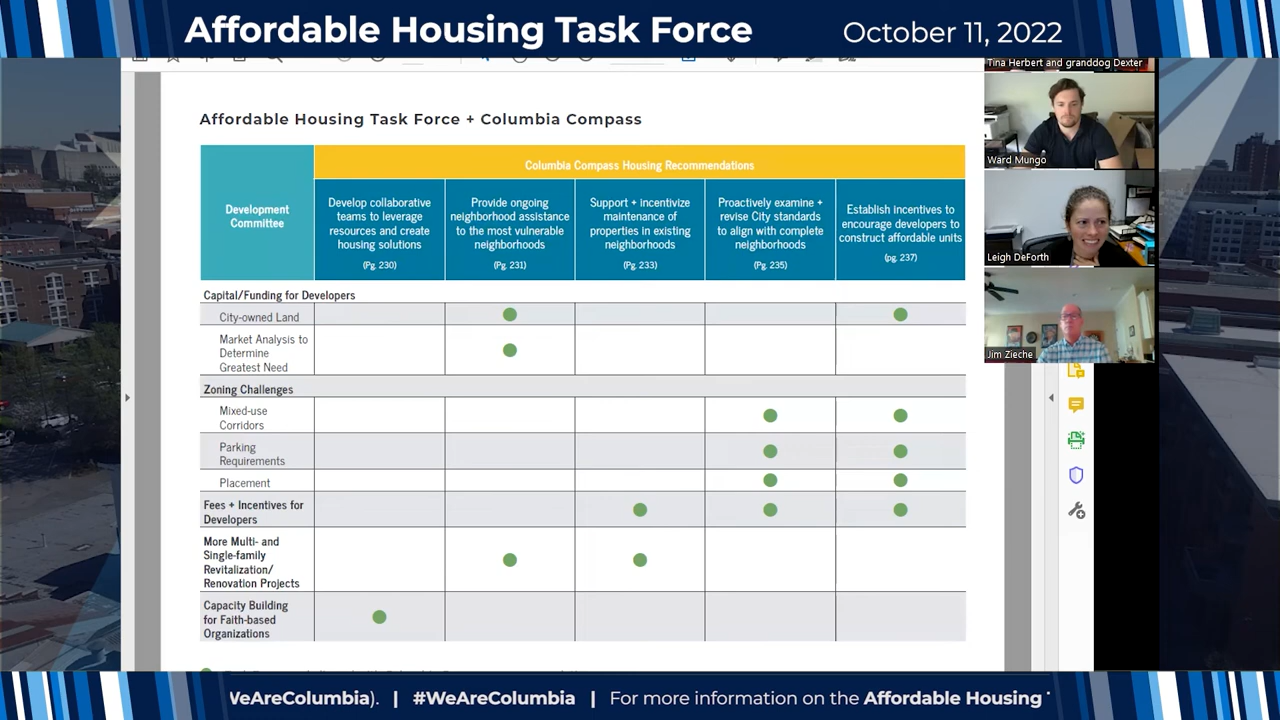 Affordable Housing Task Force
October 11, 2022
Tina Herbert and granddog Dexter
Ward Mungo
Leigh DeForth
Jim Zieche
Affordable Housing Task Force + Columbia Compass
Development
Committee
Columbia Compass Housing Recommendations
Develop collaborative
teams to leverage
resources and create
housing solutions
(Pg. 230)
Provide ongoing
neighborhood assistance
to the most vulnerable
neighborhoods
(Pg. 231)
Support + incentivize
maintenance of
properties in existing
neighborhoods
(Pg. 233)
Proactively examine +
revise City standards
to align with complete
neighborhoods
(Pg. 235)
Establish incentives to
encourage developers to
construct affordable units
(pg. 237)
Capital/Funding for Developers
City-owned Land
Market Analysis to
Determine
Greatest Need
Zoning Challenges
Mixed-use
Corridors
Parking
Requirements
Placement
Fees + Incentives for
Developers
More Multi- and
Single-family
Revitalization/
Renovation Projects
Capacity Building
for Faith-based
Organizations
WeAreColumbia). | #WeAreColumbia | For more information on the Affordable Housing